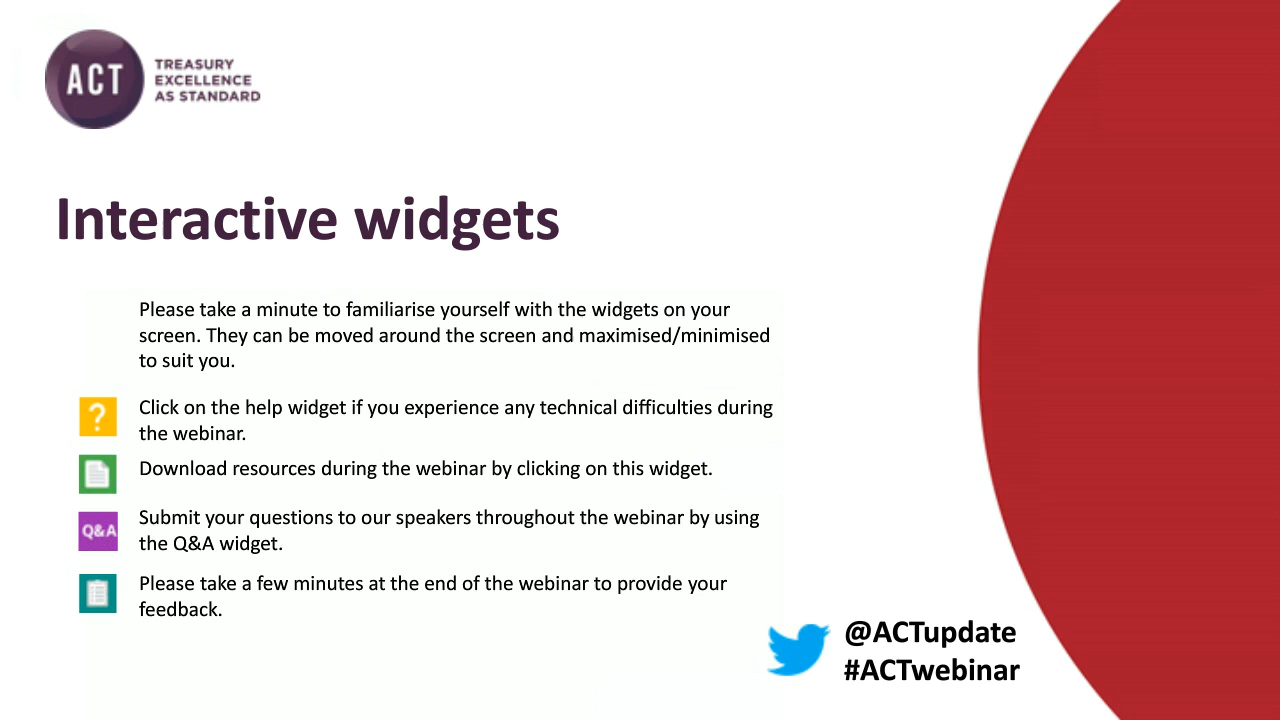 ACT
TREASURY
EXCELLENCE
AS STANDARD
Interactive widgets
Please take a minute to familiarise yourself with the widgets on your
screen. They can be moved around the screen and maximised/minimised
to suit you.
?
Click on the help widget if you experience any technical difficulties during
the webinar.
Download resources during the webinar by clicking on this widget.
Q&A
Submit your questions to our speakers throughout the webinar by using
the Q&A widget.
Please take a few minutes at the end of the webinar to provide your
feedback.
@ACTupdate
#ACTwebinar